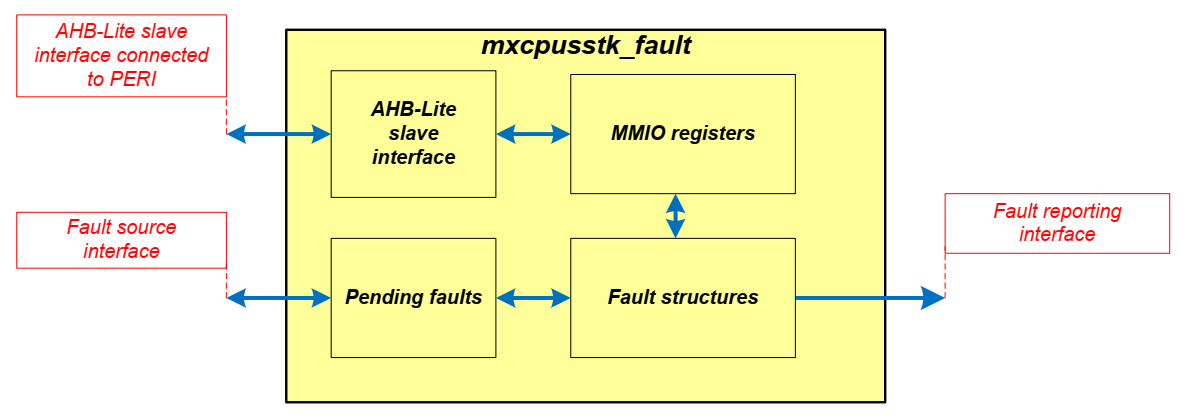 AHB-Lite slave
interface connected
to PERI
mxcpusstk_fault
AHB-Lite
slave
interface
MMIO registers
Fault source
interface
Fault reporting
interface
Pending faults
Fault structures